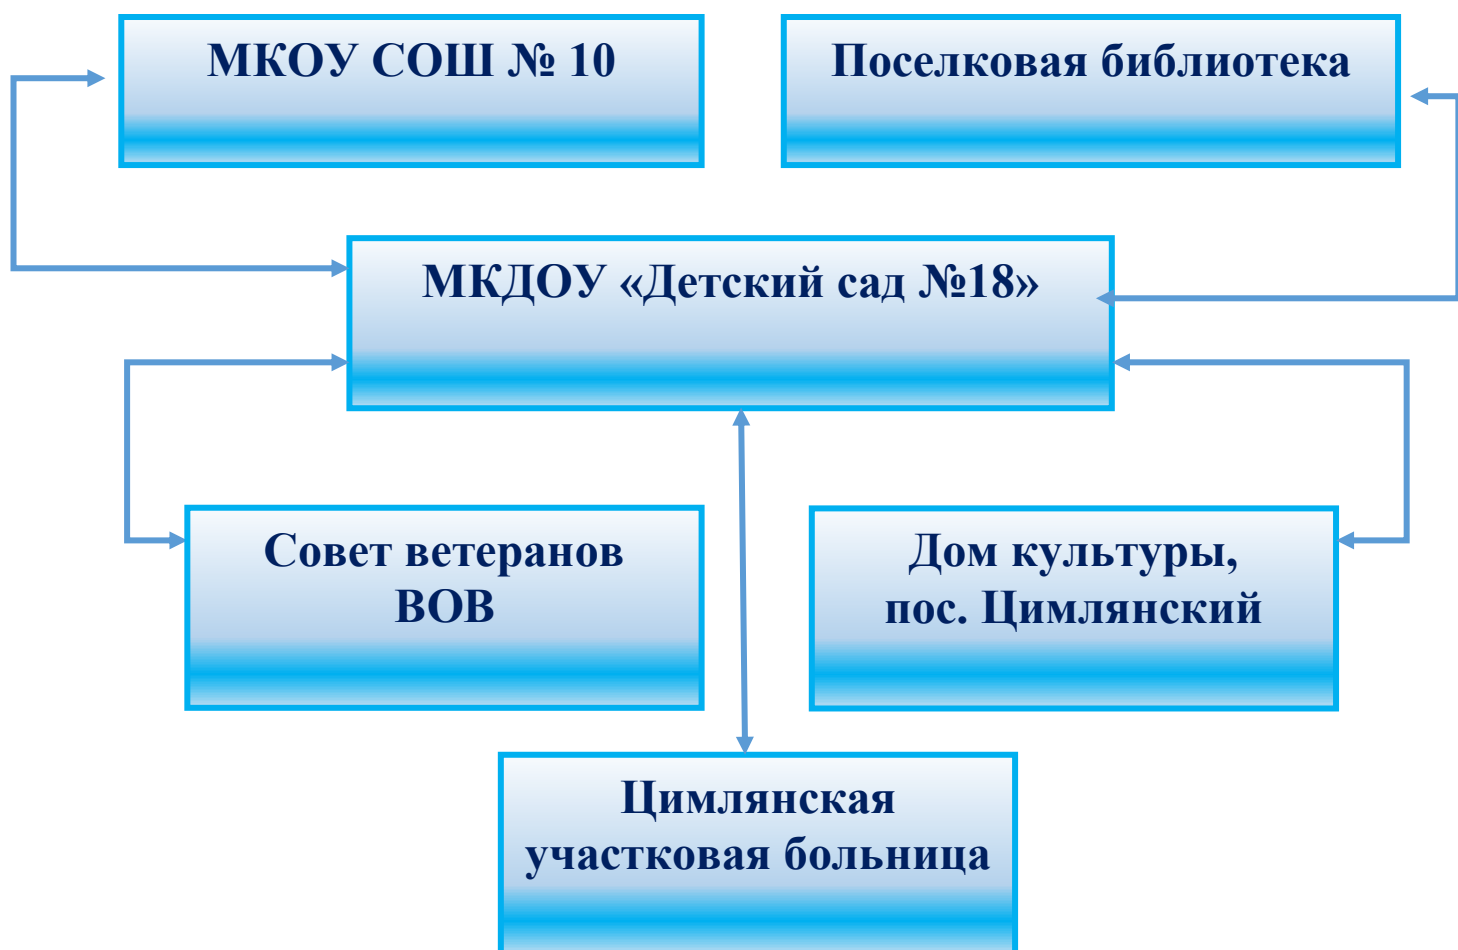 МКОУ СОШ № 10
Поселковая библиотека
МКДОУ «Детский сад №18»
Совет ветеранов
ВОВ
Дом культуры,
пос. Цимлянский
Цимлянская
участковая больница